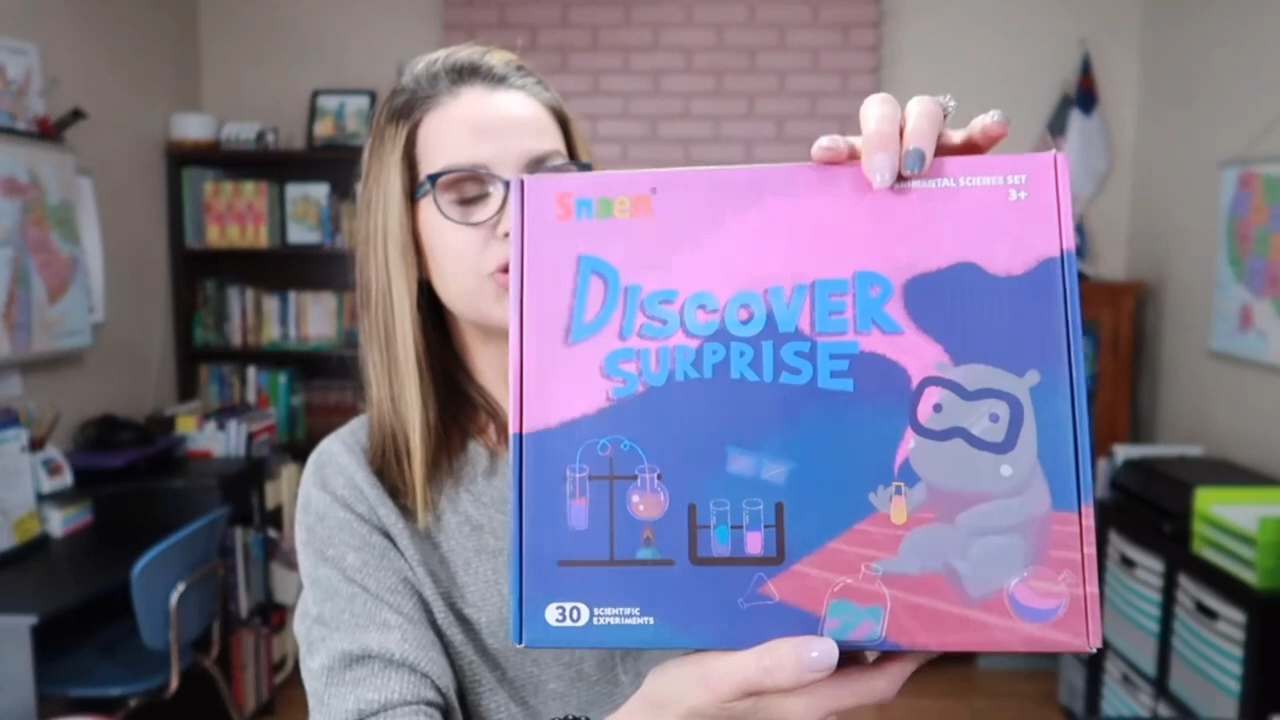 Snaen
SCIENCE SET
3+
DISCOVER
SURPRISE
30 SCIENTIFIC
EXPERIMENTS